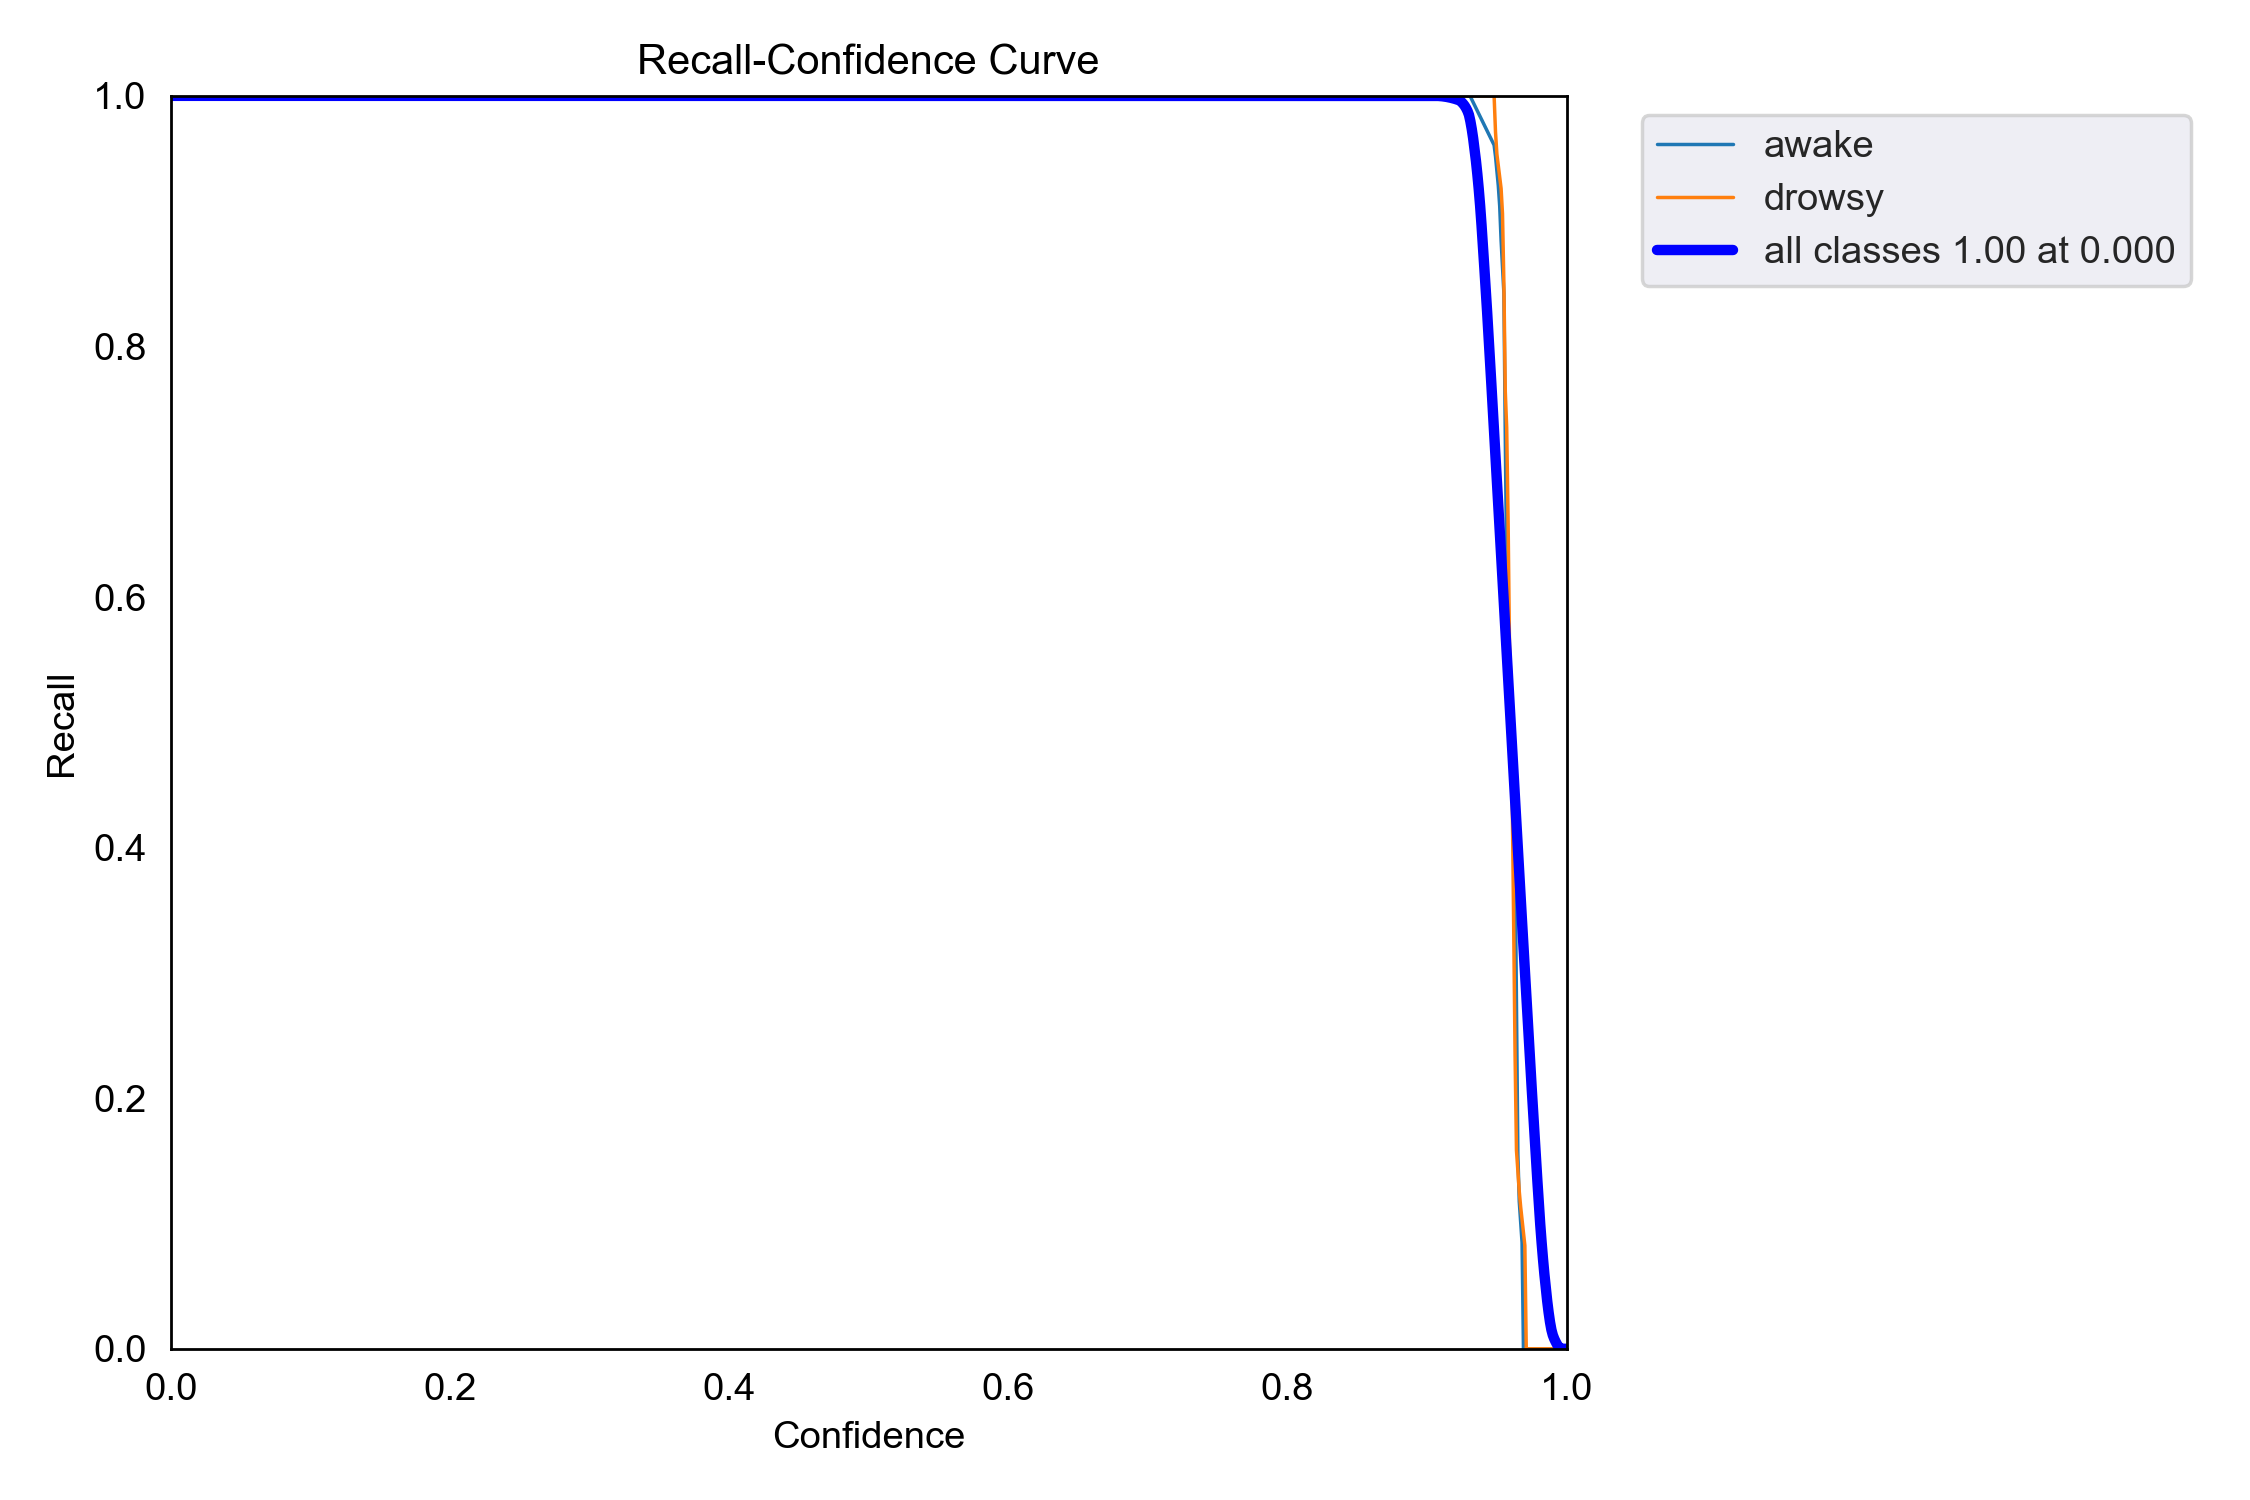 Recall-Confidence Curve
1.0
0.8
0.6
0.4
0.2
0.0
Recall
0.0 0.2 0.4 0.6 0.8 1.0
Confidence
awake
drowsy
all classes 1.00 at 0.000